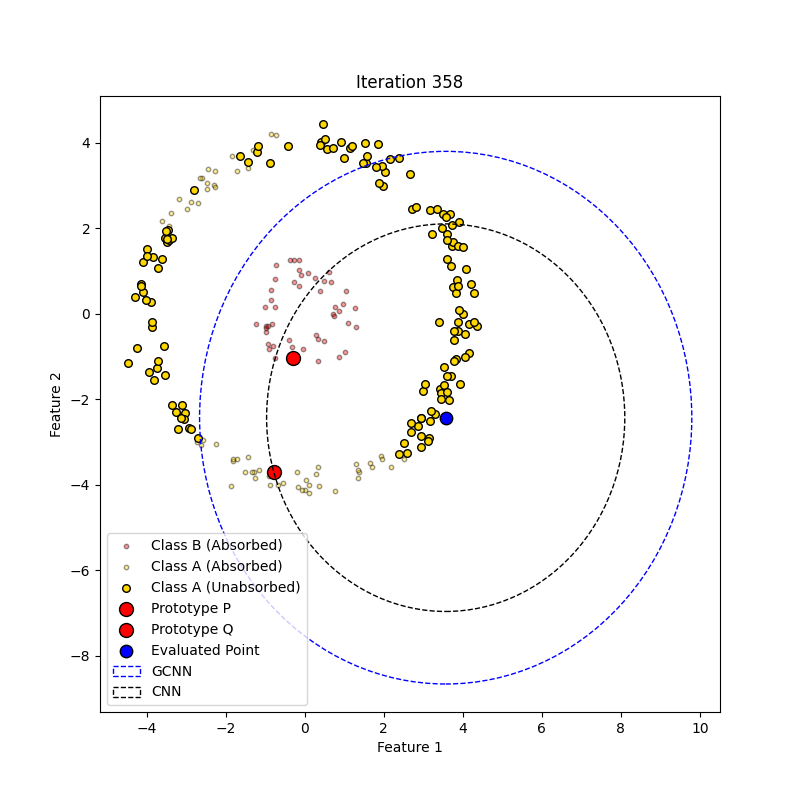 Iteration 358
Feature 2
4
2
0
−2
−4
−6
−8
Class B (Absorbed)
Class A (Absorbed)
Class A (Unabsorbed)
Prototype P
Prototype Q
Evaluated Point
GCNN
CNN
−4 −2 0 2 4 6 8 10
Feature 1